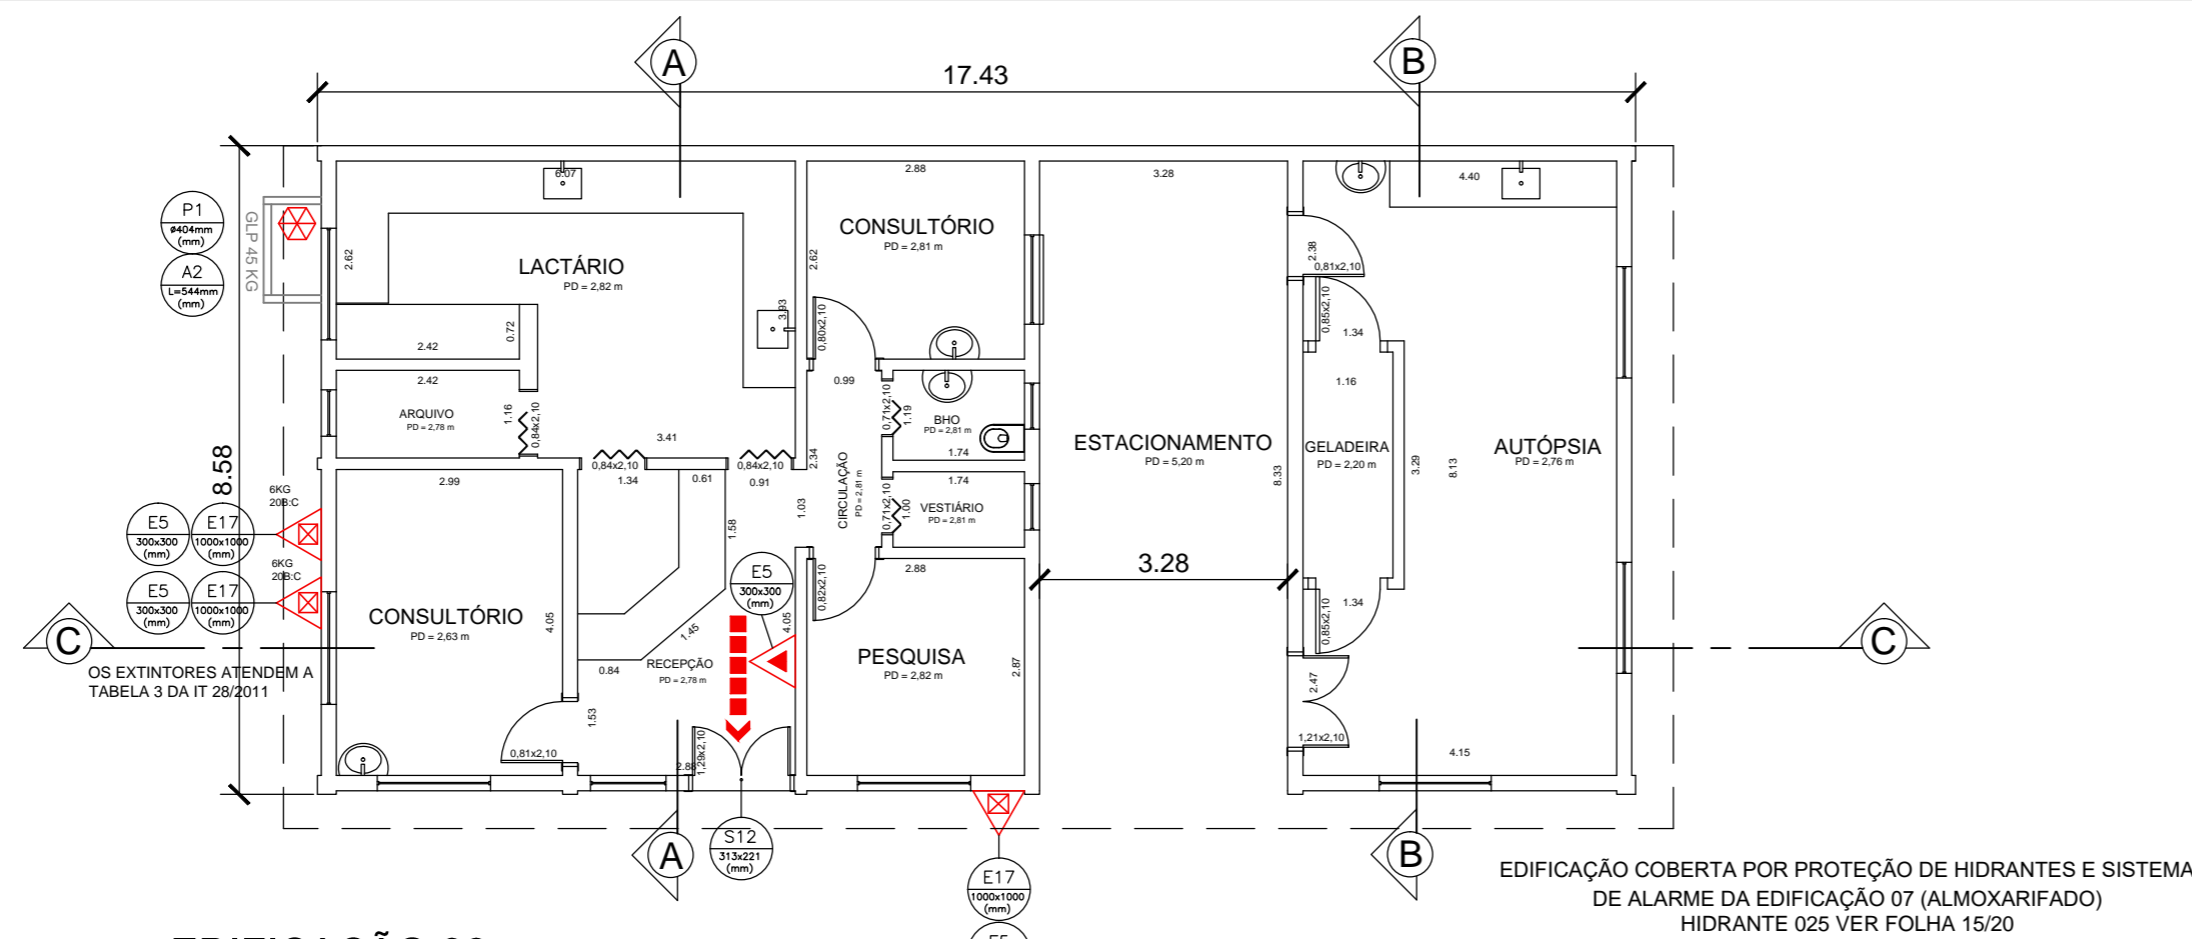 A
B
17.43
8.58
P1
ø404mm
(mm)
A2
L=544mm
(mm)
GLP 45 KG
6.07
2.62
LACTÁRIO
PD = 2,82 m
3.93
0.72
2.42
2.42
ARQUIVO
PD = 2,78 m
1.16
0,84x2,10
3.41
0,84x2,10
0,84x2,10
2.88
CONSULTÓRIO
PD = 2,81 m
2.62
0,80x2,10
0.99
0,71x2,10
1.19
BHO
PD = 2,81 m
1.74
2.34
CIRCULAÇÃO
PD = 2,81 m
1.03
1.74
VESTIÁRIO
PD = 2,81 m
0,71x2,10
1.00
3.28
ESTACIONAMENTO
PD = 5,20 m
8.33
3.28
4.40
2.38
0,81x2,10
0,85x2,10
1.34
1.16
GELADEIRA
PD = 2,20 m
3.29
8.13
AUTÓPSIA
PD = 2,76 m
1.34
0,85x2,10
2.47
1,21x2,10
4.15
2.99
1.34
0.61
0.91
1.58
6KG
20B:C
E5
300x300
(mm)
E17
1000x1000
(mm)
6KG
20B:C
E5
300x300
(mm)
E17
1000x1000
(mm)
CONSULTÓRIO
PD = 2,63 m
4.05
0,81x2,10
1.53
0.84
1.45
RECEPÇÃO
PD = 2,78 m
E5
300x300
(mm)
4.05
2.88
0,82x2,10
PESQUISA
PD = 2,82 m
2.87
2.88
1,29x2,10
C
C
OS EXTINTORES ATENDEM A
TABELA 3 DA IT 28/2011
A
S12
313x221
(mm)
B
E17
1000x1000
(mm)
EDIFICAÇÃO COBERTA POR PROTEÇÃO DE HIDRANTES E SISTEMA
DE ALARME DA EDIFICAÇÃO 07 (ALMOXARIFADO)
HIDRANTE 025 VER FOLHA 15/20